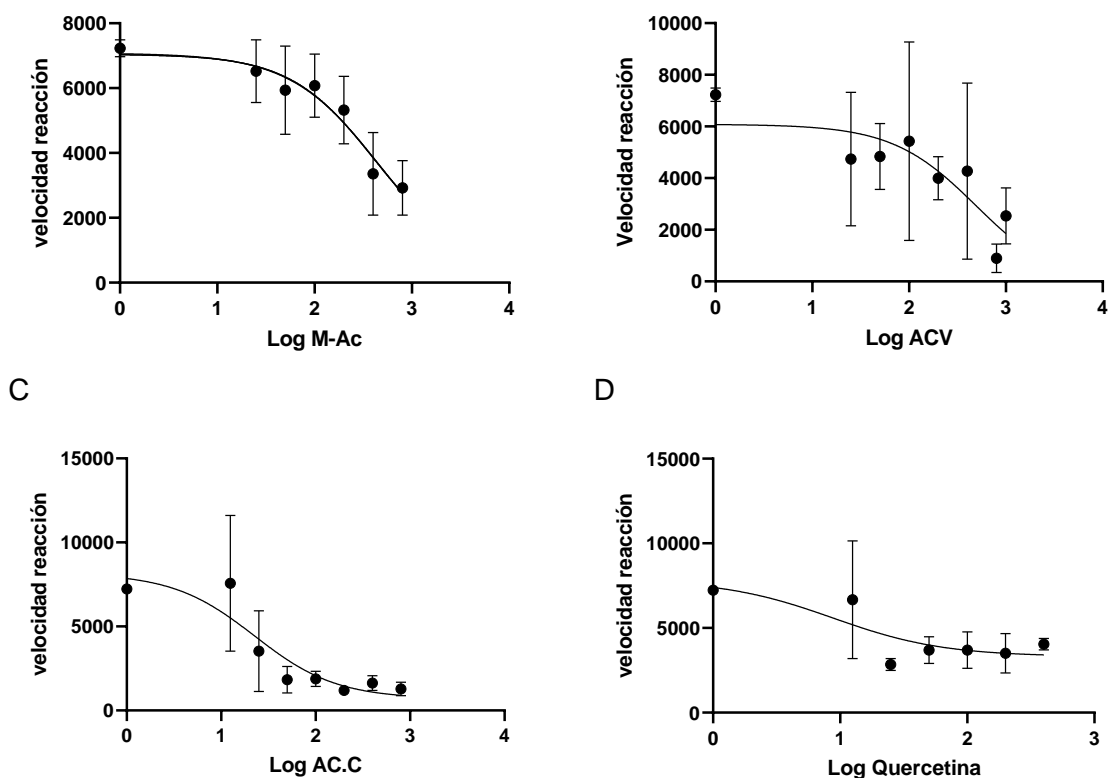 velocidad reacción
8000
6000
4000
2000
0
0 1 2 3 4
Log M-Ac
Velocidad reacción
10000
8000
6000
4000
2000
0
0 1 2 3 4
Log ACV
C
velocidad reacción
15000
10000
5000
0
0 1 2 3 4
Log AC.C
D
velocidad reacción
15000
10000
5000
0
0 1 2 3
Log Quercetina